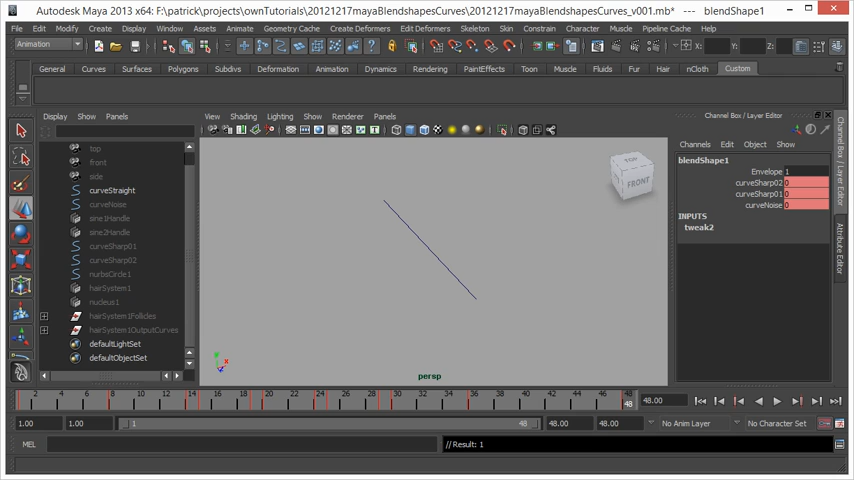 Autodesk Maya 2013 x64: F:\patrick\projects\ownTutorials\20121217mayaBlendshapesCurves\20121217mayaBlendshapesCurves_v001.mb* --- blendShape1
File Edit Modify Create Display Window Assets Animate Geometry Cache Create Deformers Edit Deformers Skeleton Skin Constrain Character Muscle Pipeline Cache Help
Animation X: Y: Z:
General Curves Surfaces Polygons Subdivs Deformation Animation Dynamics Rendering PaintEffects Toon Muscle Fluids Fur Hair nCloth Custom
Display Show Panels
View Shading Lighting Show Renderer Panels
Channel Box / Layer Editor
top
front
side
curveStraight
curveNoise
sine1Handle
sine2Handle
curveSharp01
curveSharp02
nurbsCircle1
hairSystem1
nucleus1
hairSystem1Follicles
hairSystem1OutputCurves
defaultLightSet
defaultObjectSet
TOP
FRONT
persp
Channels Edit Object Show
blendShape1
Envelope 1
curveSharp02 0
curveSharp01 0
curveNoise 0
INPUTS
tweak2
Channel Box / Layer Editor
Attribute Editor
2 4 6 8 10 12 14 16 18 20 22 24 26 28 30 32 34 36 38 40 42 44 46 48
48
48.00
1.00 1.00 1 48 48.00 48.00 No Anim Layer No Character Set
MEL // Result: 1